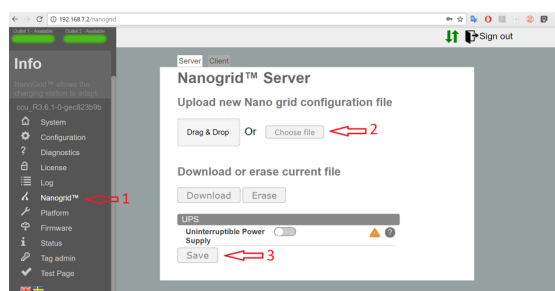 192.168.7.2/nanogrid
Outlet 1 Available Outlet 2 Available
Sign out
Info
NanoGrid™ allows the
charging station to adapt
ccu_R3.6.1-0-gec823b9b
System
Configuration
Diagnostics
License
Log
Nanogrid™
Platform
Firmware
Status
Tag admin
Test Page
1
Server Client
Nanogrid™ Server
Upload new Nano grid configuration file
Drag & Drop Or Choose file 2
Download or erase current file
Download Erase
UPS
Uninterruptible Power
Supply
Save 3